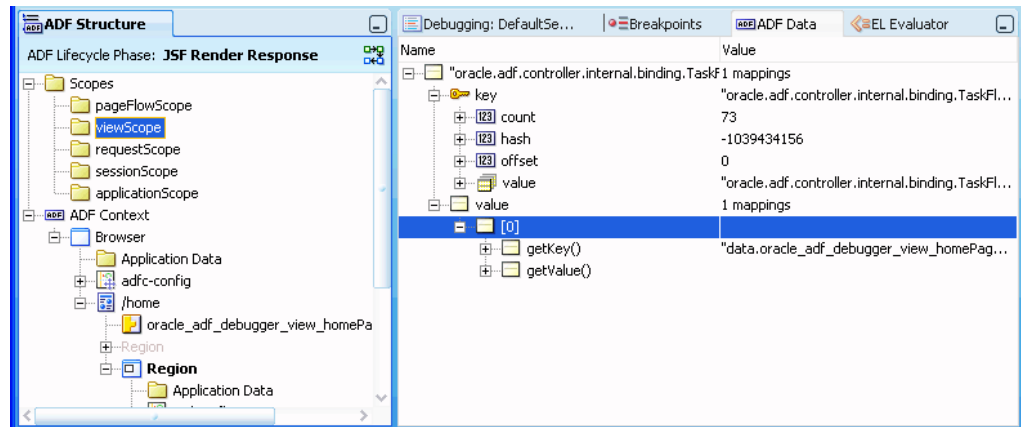 ADF Structure
ADF Lifecycle Phase: JSF Render Response
Scopes
pageFlowScope
viewScope
requestScope
sessionScope
applicationScope
ADF Context
Browser
Application Data
adfc-config
/home
oracle_adf_debugger_view_homePa
Region
Region
Application Data
Debugging: DefaultSe... Breakpoints ADF Data EL Evaluator
Name Value
"oracle.adf.controller.internal.binding.TaskF 1 mappings
key "oracle.adf.controller.internal.binding.TaskFl...
count 73
hash -1039434156
offset 0
value "oracle.adf.controller.internal.binding.TaskFl...
value 1 mappings
[0]
getKey() "data.oracle_adf_debugger_view_homePag...
getValue()